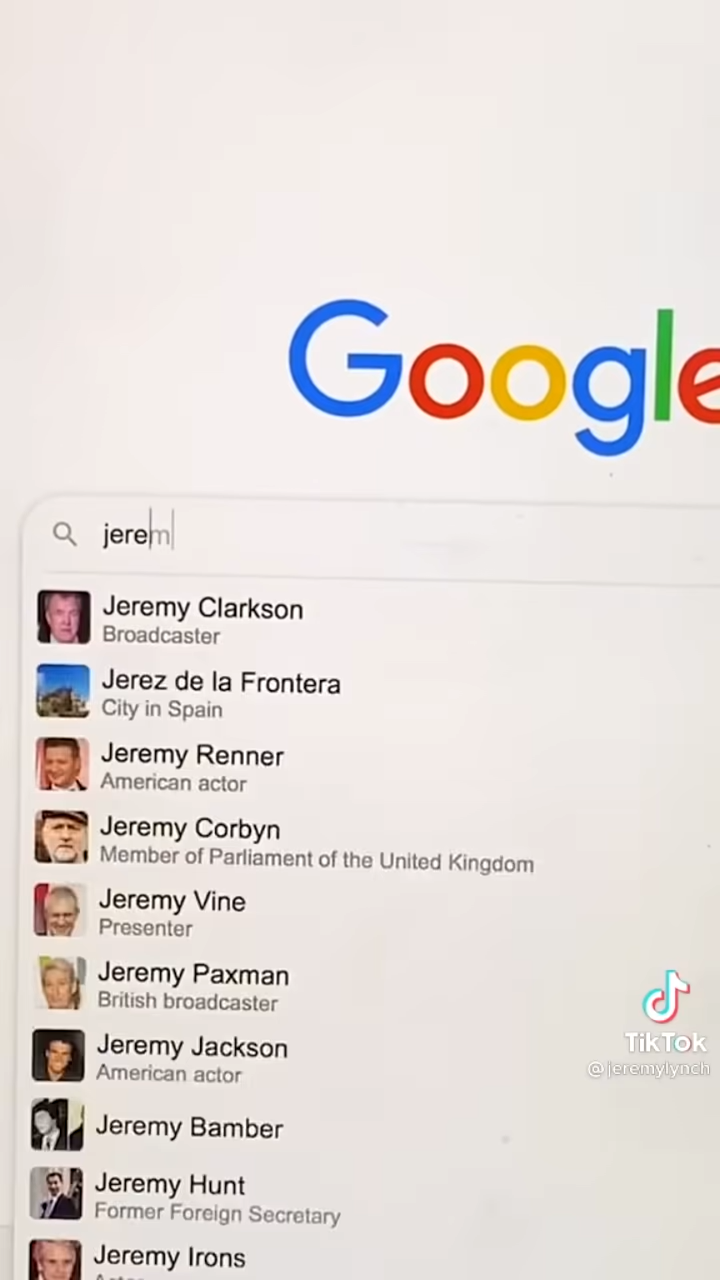 Google
jerem
Jeremy Clarkson
Broadcaster
Jerez de la Frontera
City in Spain
Jeremy Renner
American actor
Jeremy Corbyn
Member of Parliament of the United Kingdom
Jeremy Vine
Presenter
Jeremy Paxman
British broadcaster
Jeremy Jackson
American actor
TikTok
@jeremylynch
Jeremy Bamber
Jeremy Hunt
Former Foreign Secretary
Jeremy Irons